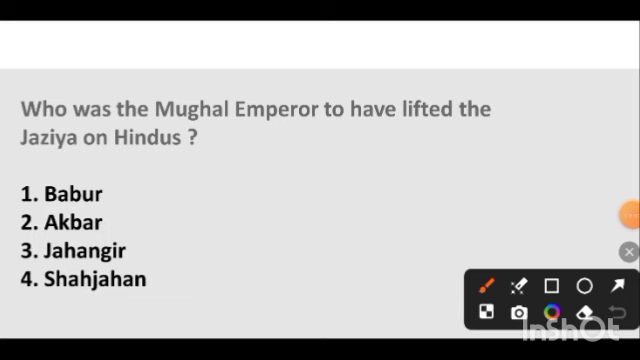 Who was the Mughal Emperor to have lifted the
Jaziya on Hindus ?
1. Babur
2. Akbar
3. Jahangir
4. Shahjahan
InShOt